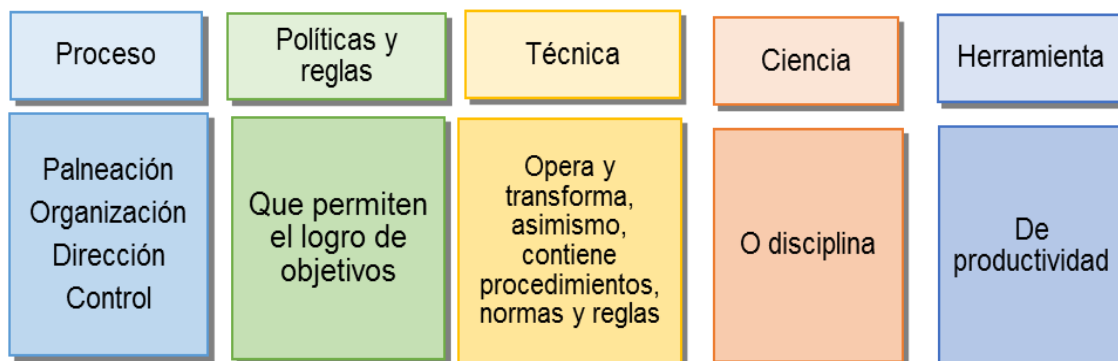 Proceso
Políticas y
reglas
Técnica
Ciencia
Herramienta
Palneación
Organización
Dirección
Control
Que permiten
el logro de
objetivos
Opera y
transforma,
asimismo,
contiene
procedimientos,
normas y reglas
O disciplina
De
productividad